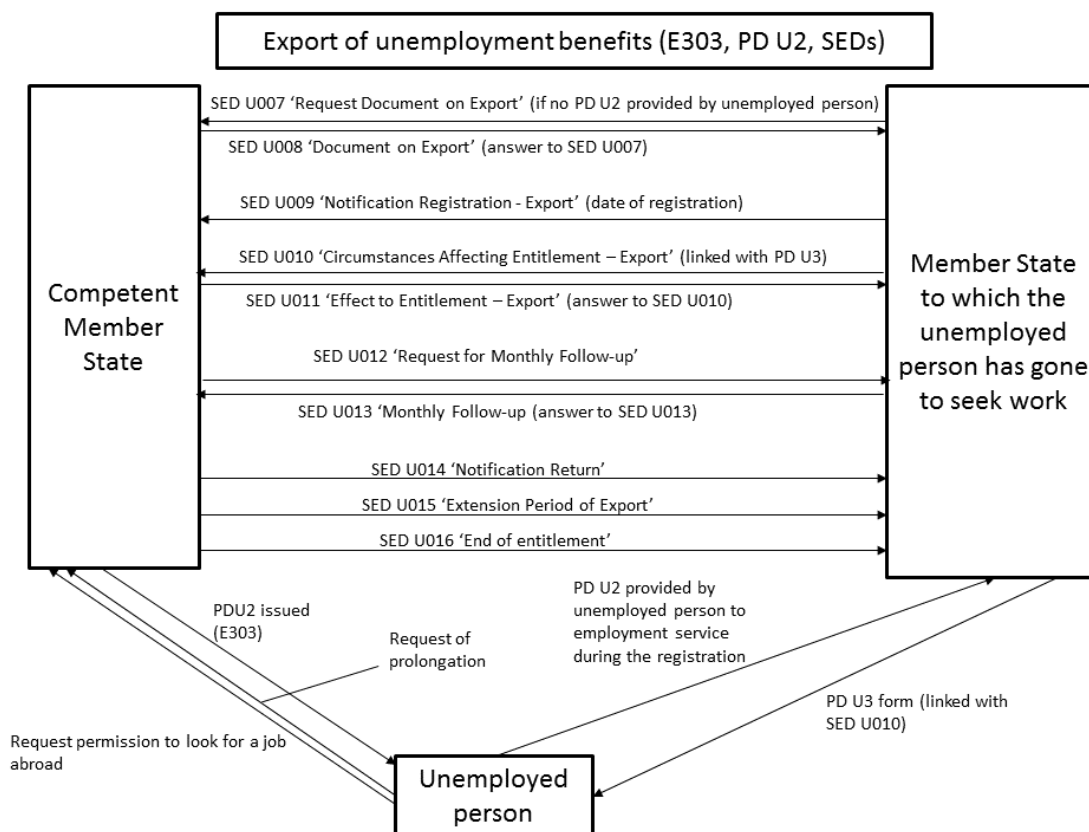 Export of unemployment benefits (E303, PD U2, SEDs)
SED U007 ‘Request Document on Export’ (if no PD U2 provided by unemployed person)
SED U008 ‘Document on Export’ (answer to SED U007)
SED U009 ‘Notification Registration - Export’ (date of registration)
SED U010 ‘Circumstances Affecting Entitlement – Export’ (linked with PD U3)
SED U011 ‘Effect to Entitlement – Export’ (answer to SED U010)
SED U012 ‘Request for Monthly Follow-up’
SED U013 ‘Monthly Follow-up (answer to SED U013)
SED U014 ‘Notification Return’
SED U015 ‘Extension Period of Export’
SED U016 ‘End of entitlement’
Competent
Member
State
Member State
to which the
unemployed
person has gone
to seek work
PDU2 issued
(E303)
Request of
prolongation
PD U2 provided by
unemployed person to
employment service
during the registration
PD U3 form (linked with
SED U010)
Request permission to look for a job
abroad
Unemployed
person